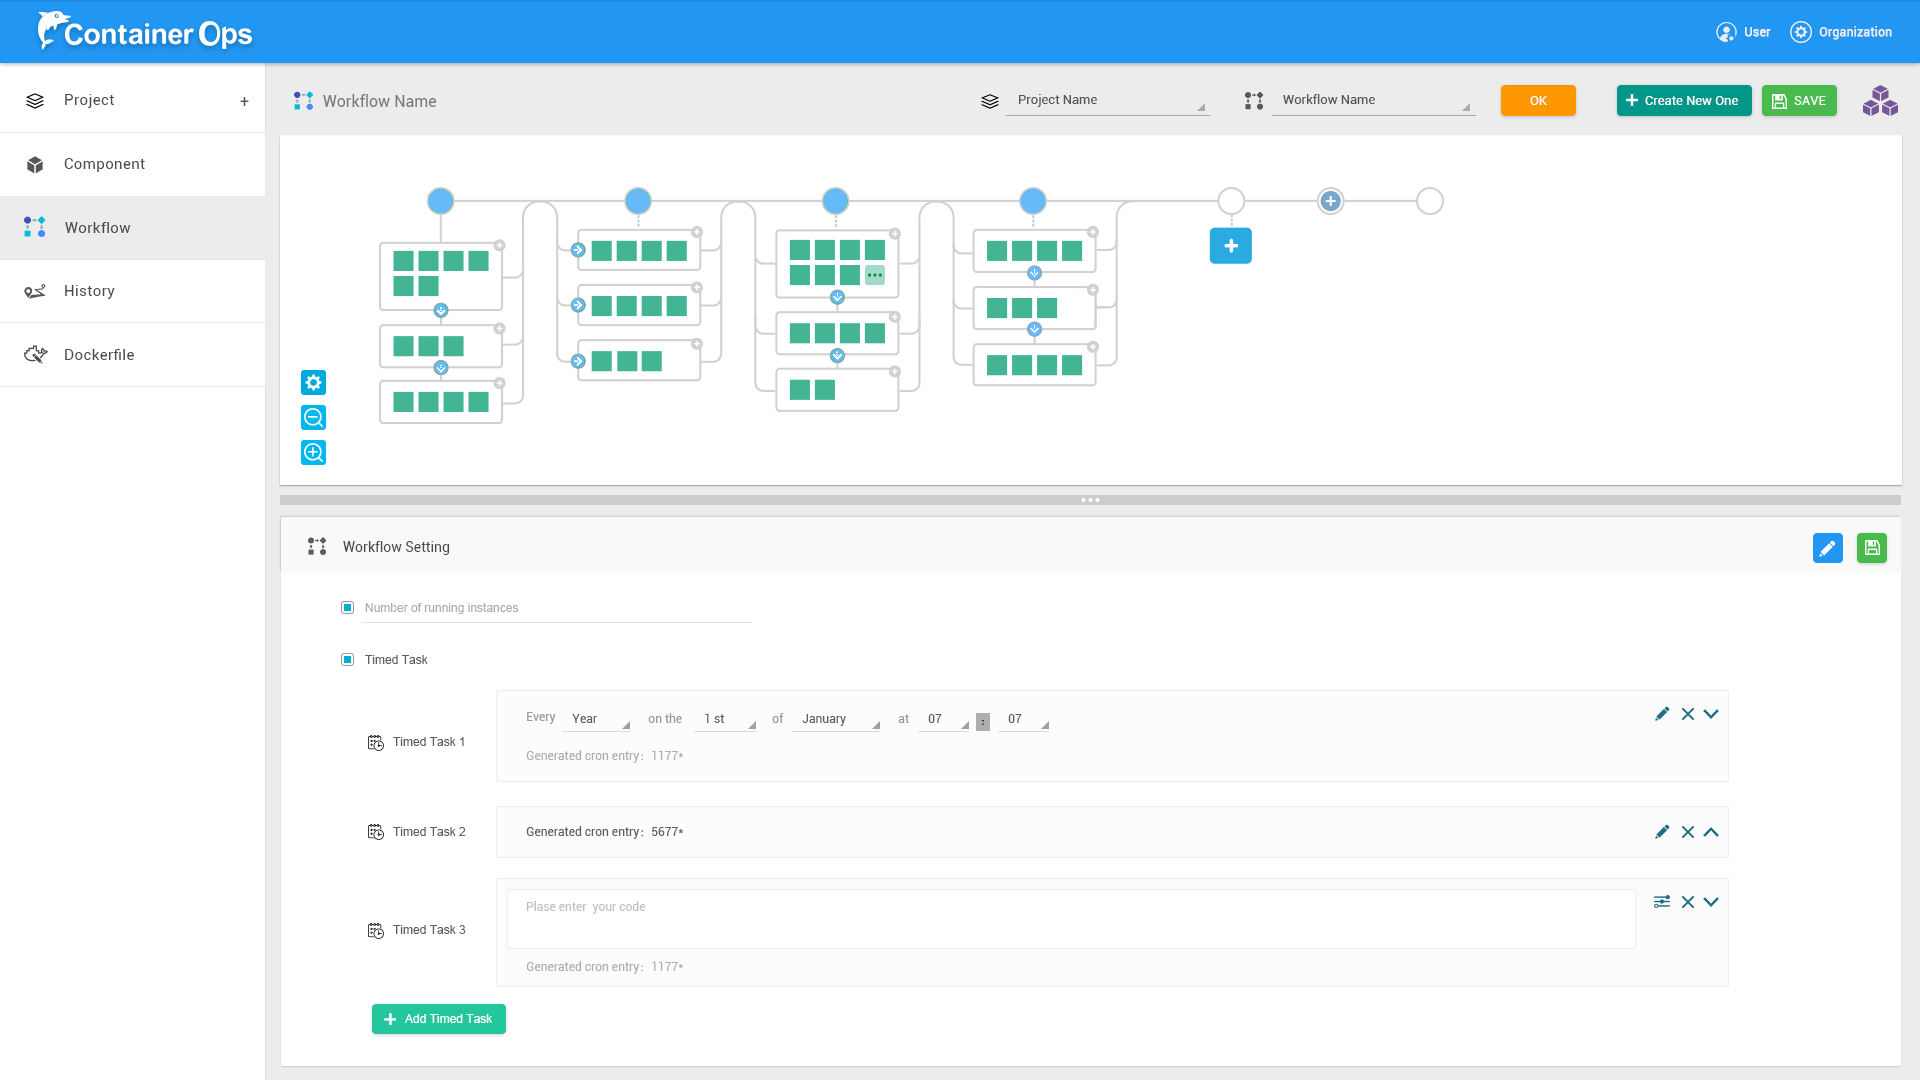 Container Ops
User
Organization
Project
+
Component
Workflow
History
Dockerfile
Workflow Name
Project Name
Workflow Name
OK
Create New One
SAVE
Workflow Setting
Number of running instances
Timed Task
Timed Task 1
Every Year on the 1 st of January at 07 : 07
Generated cron entry: 1177*
Timed Task 2
Generated cron entry: 5677*
Timed Task 3
Plase enter your code
Generated cron entry: 1177*
Add Timed Task